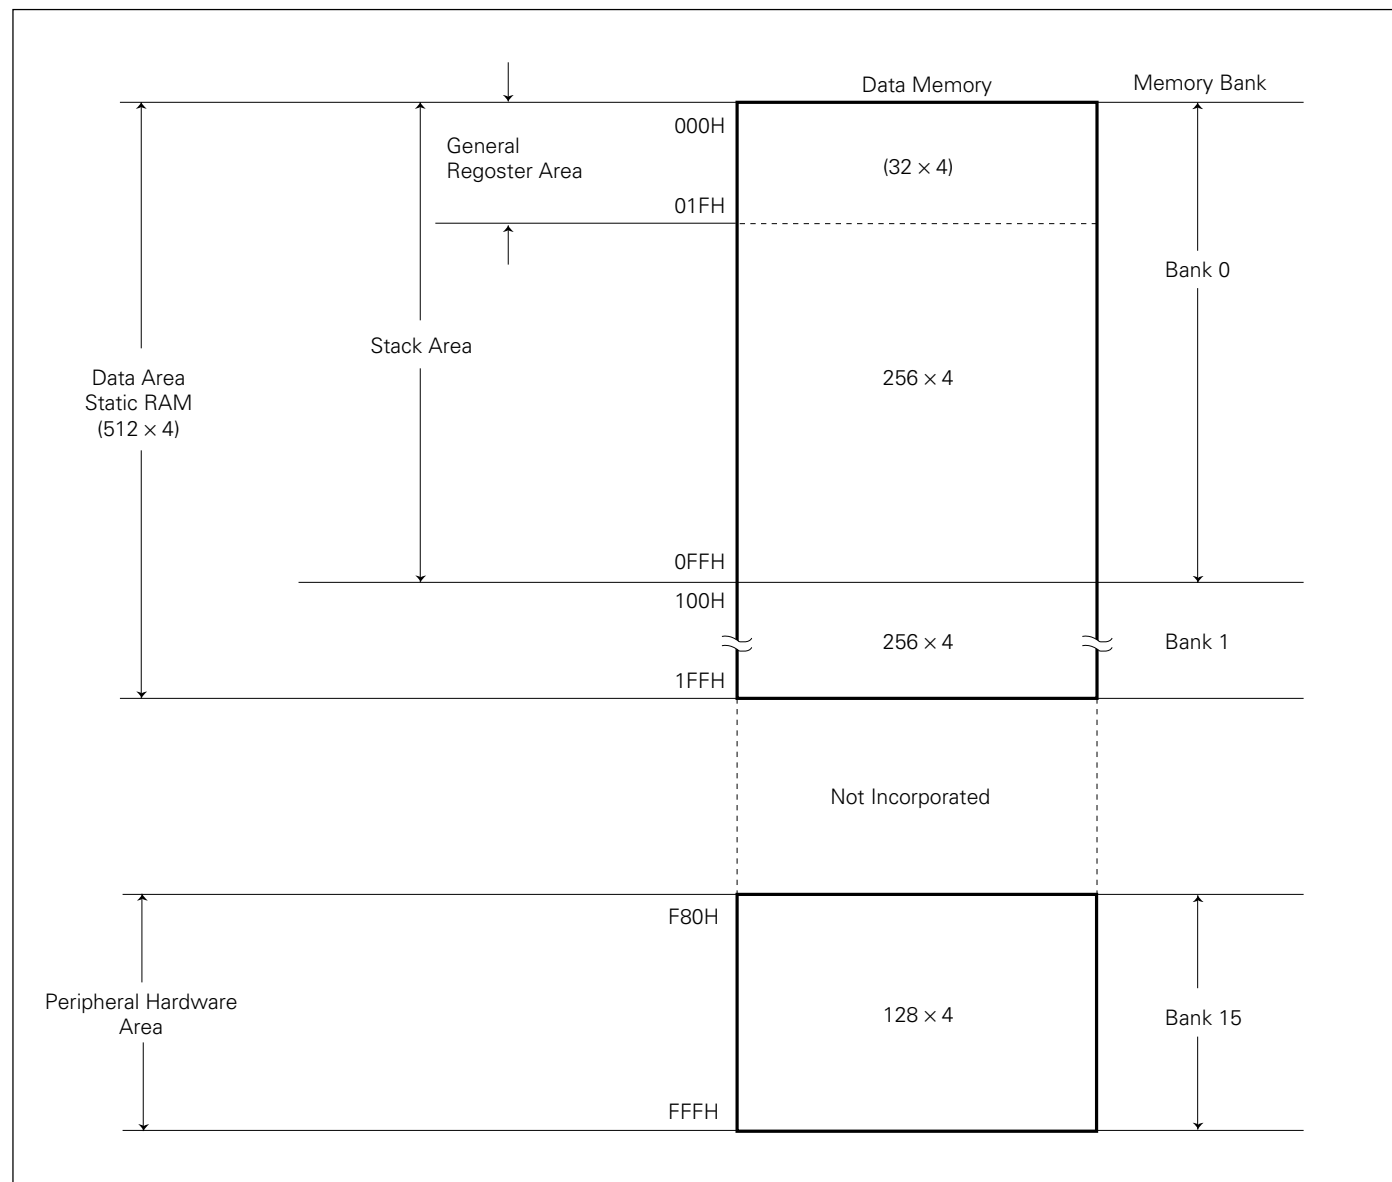 Data Memory
Memory Bank
000H
General
Regoster Area
(32 × 4)
01FH
Bank 0
Stack Area
Data Area
Static RAM
(512 × 4)
256 × 4
0FFH
100H
256 × 4
Bank 1
1FFH
Not Incorporated
F80H
Peripheral Hardware
Area
128 × 4
Bank 15
FFFH